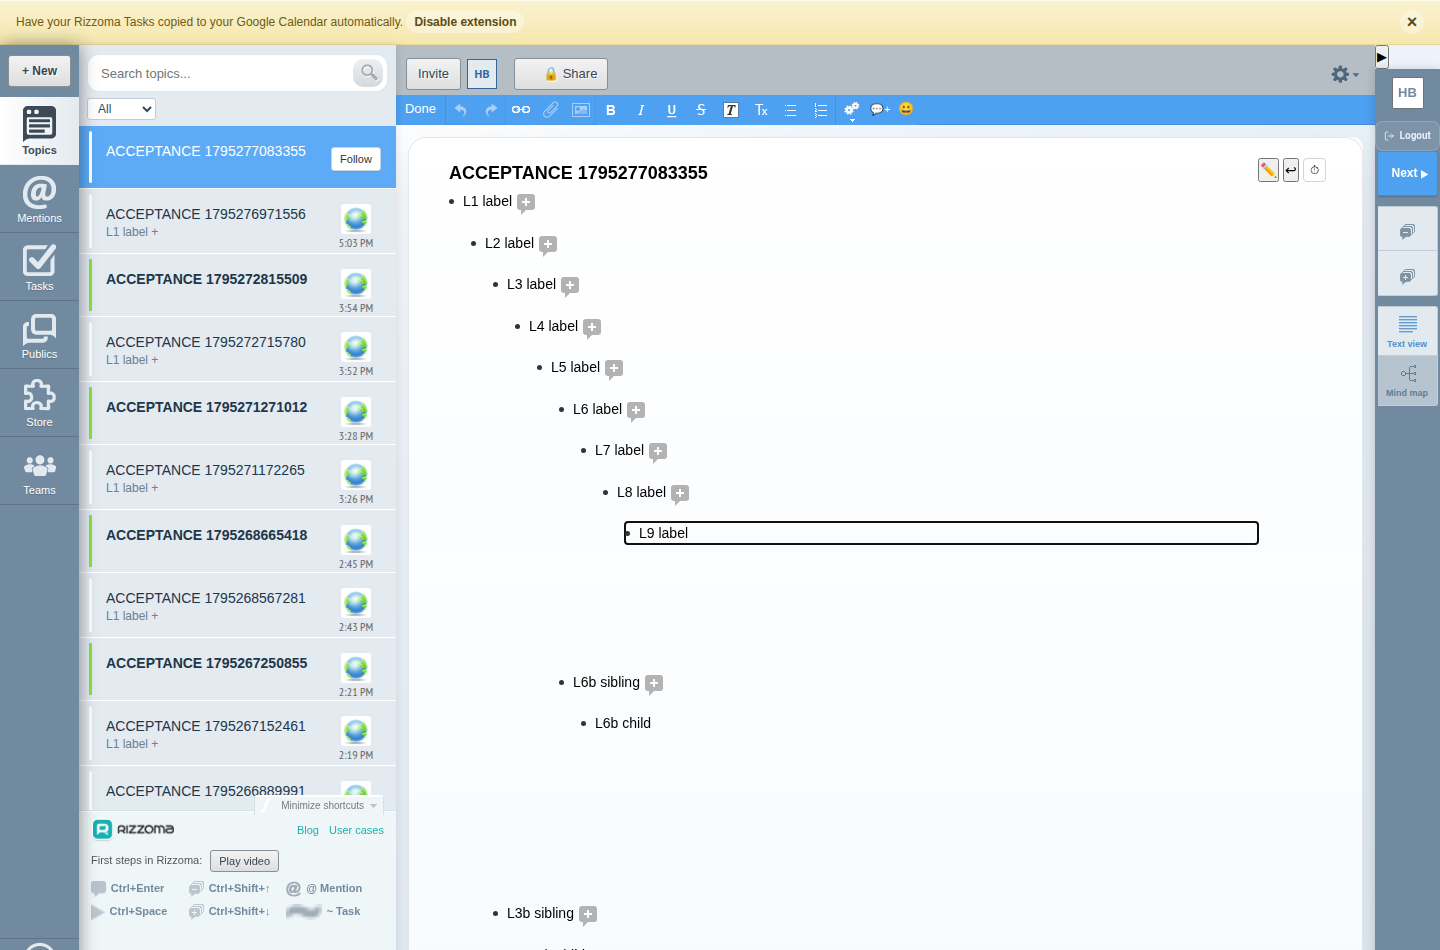 Have your Rizzoma Tasks copied to your Google Calendar automatically. Disable extension
+ New
Topics
Mentions
Tasks
Publics
Store
Teams
Search topics...
All
ACCEPTANCE 1795277083355
Follow
ACCEPTANCE 1795276971556
L1 label +
5:03 PM
ACCEPTANCE 1795272815509
3:54 PM
ACCEPTANCE 1795272715780
L1 label +
3:52 PM
ACCEPTANCE 1795271271012
3:28 PM
ACCEPTANCE 1795271172265
L1 label +
3:26 PM
ACCEPTANCE 1795268665418
2:45 PM
ACCEPTANCE 1795268567281
L1 label +
2:43 PM
ACCEPTANCE 1795267250855
2:21 PM
ACCEPTANCE 1795267152461
L1 label +
2:19 PM
ACCEPTANCE 1795266889991
Minimize shortcuts
RIZZOMA
Blog User cases
First steps in Rizzoma: Play video
Ctrl+Enter Ctrl+Shift+↑ @ Mention
Ctrl+Space Ctrl+Shift+↓ ~ Task
Invite HB 🔒 Share
Done B I U S T Tx
ACCEPTANCE 1795277083355
L1 label
L2 label
L3 label
L4 label
L5 label
L6 label
L7 label
L8 label
L9 label
L6b sibling
L6b child
L3b sibling
HB
Logout
Next ▶
Text view
Mind map